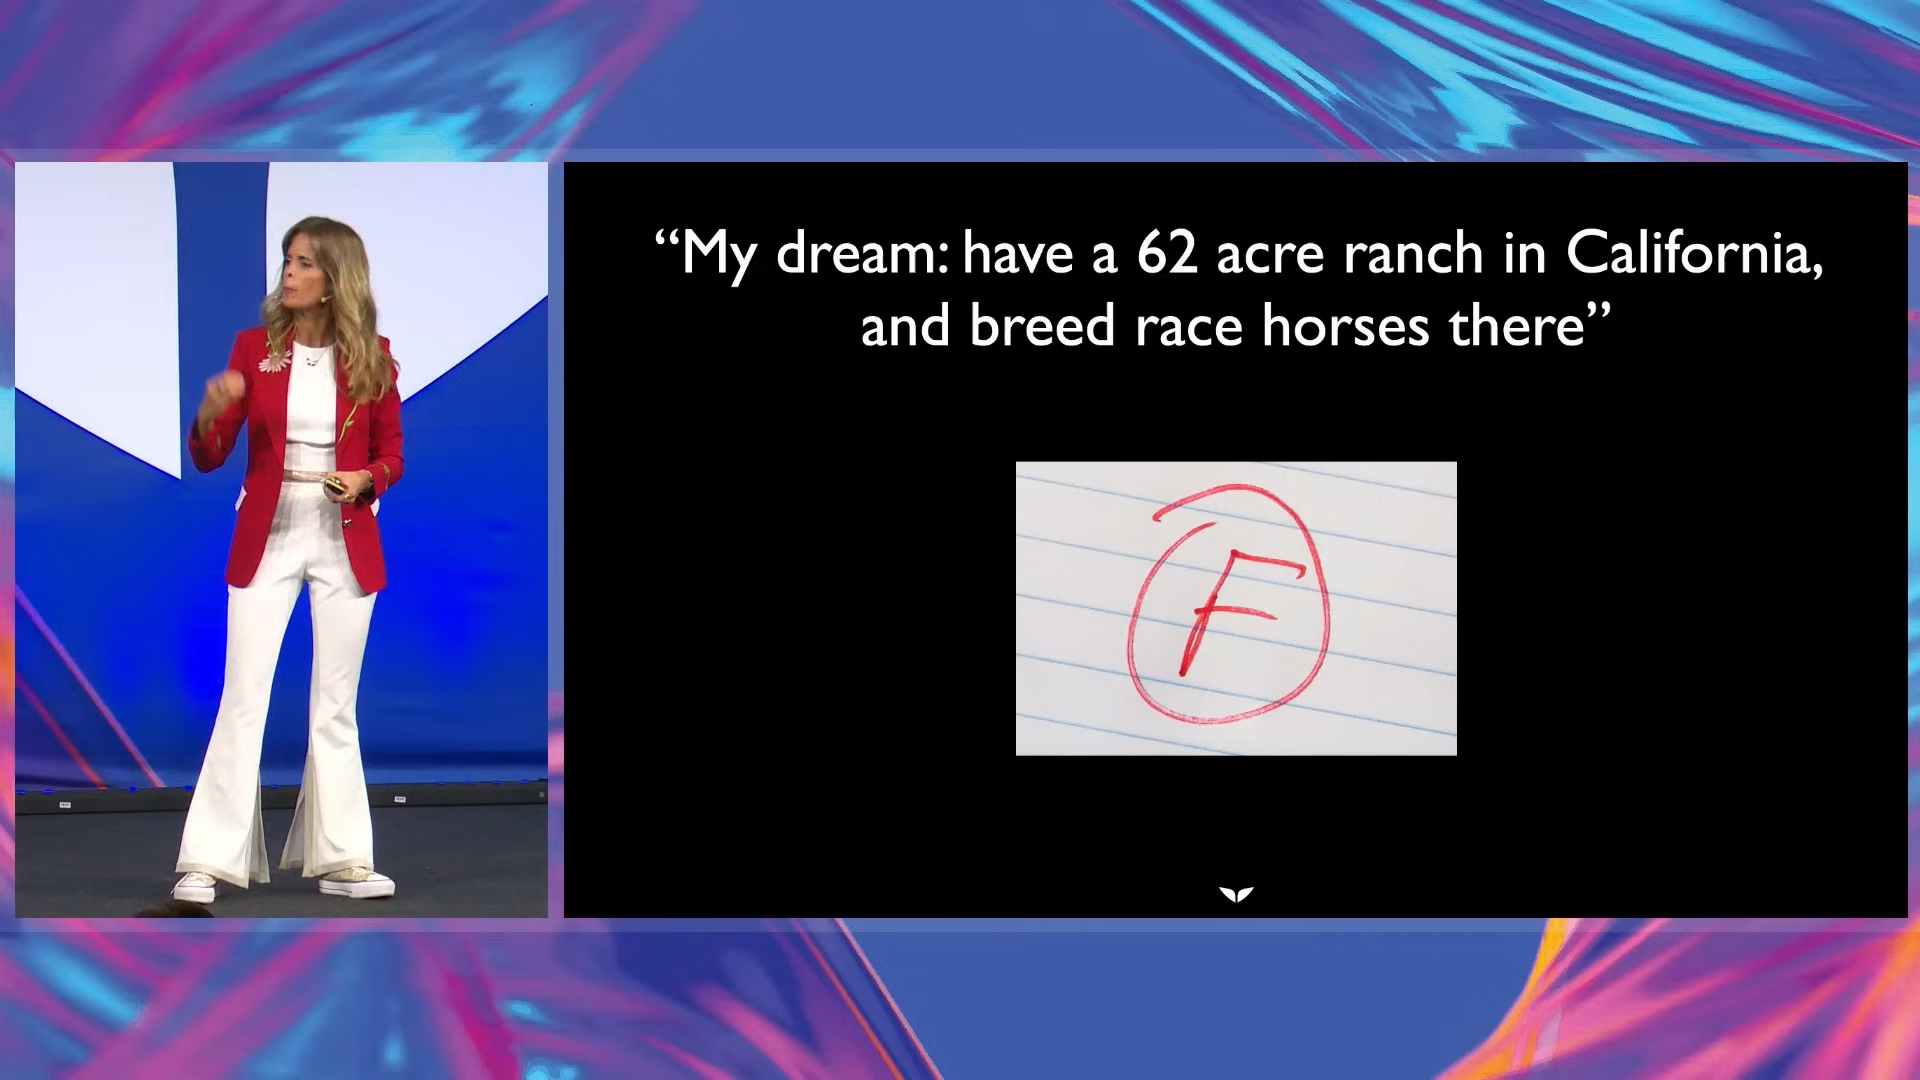 “My dream: have a 62 acre ranch in California,
and breed race horses there”
F